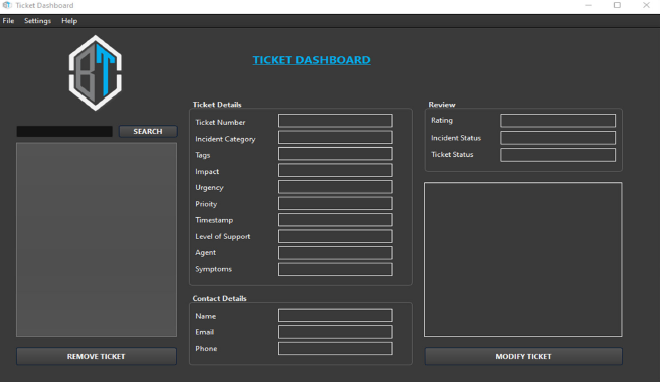 Ticket Dashboard
File Settings Help
BT
TICKET DASHBOARD
SEARCH
REMOVE TICKET
Ticket Details
Ticket Number
Incident Category
Tags
Impact
Urgency
Prioity
Timestamp
Level of Support
Agent
Symptoms
Contact Details
Name
Email
Phone
Review
Rating
Incident Status
Ticket Status
MODIFY TICKET